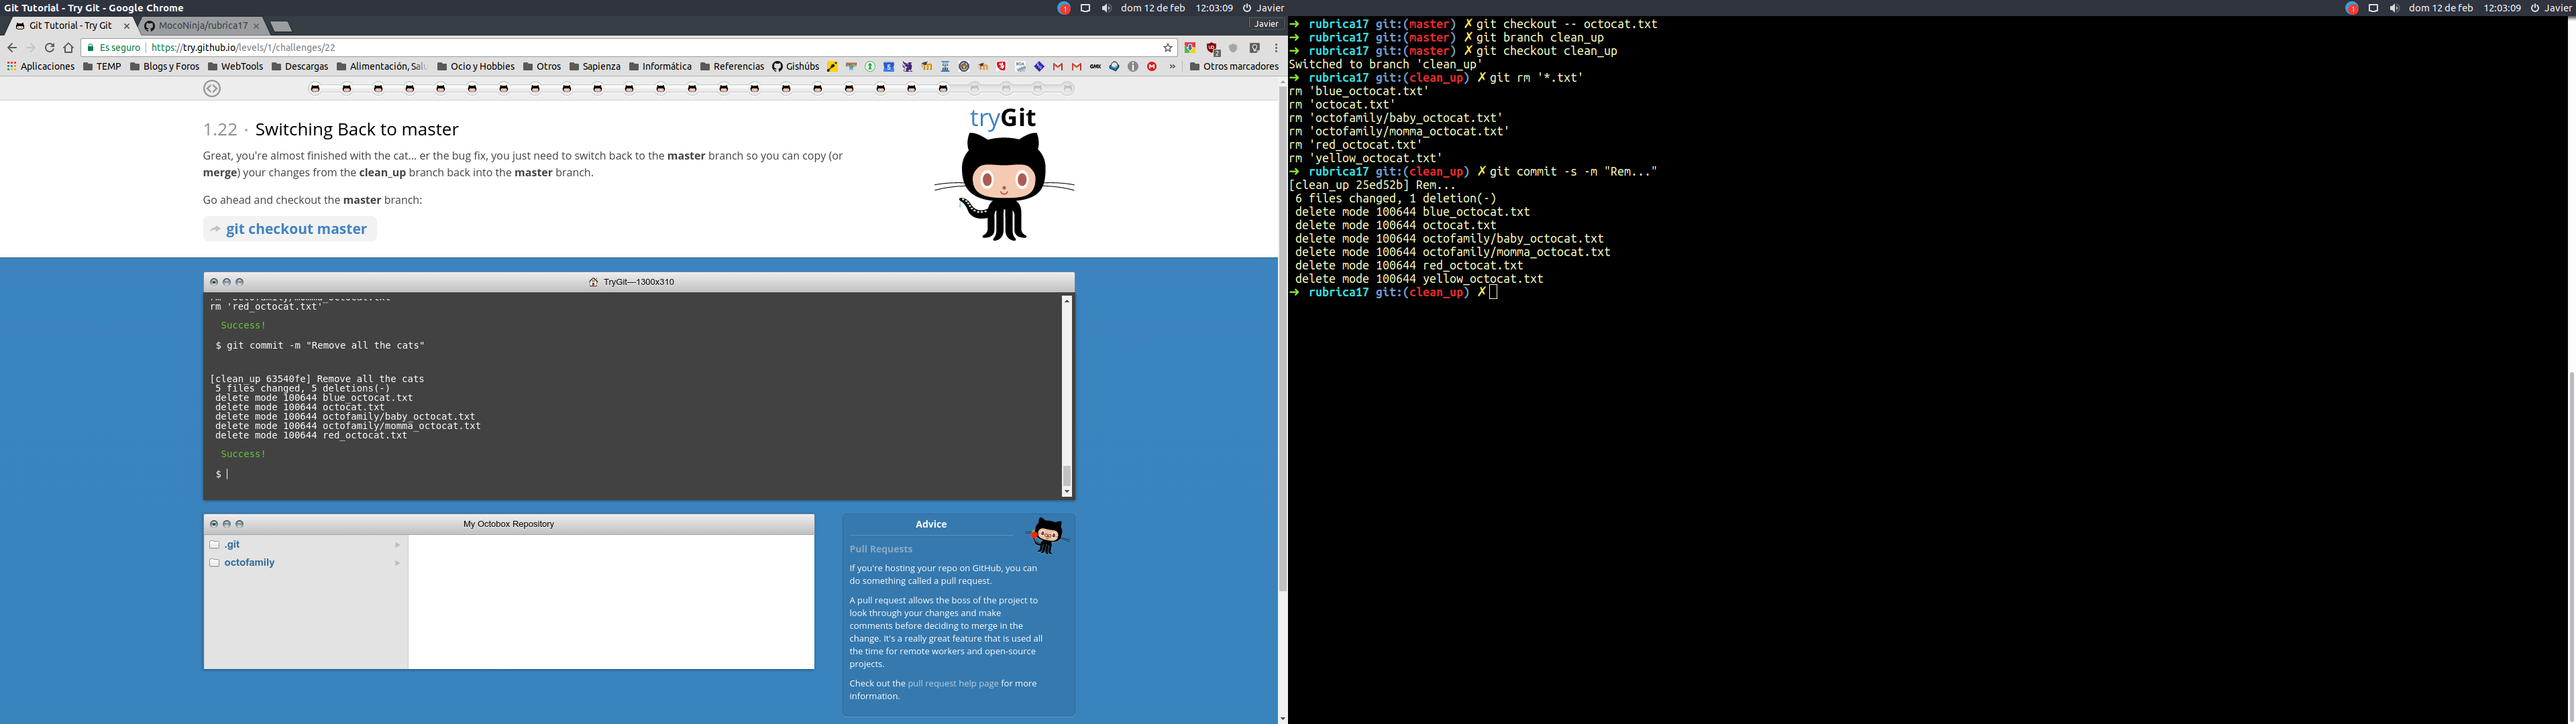 Git Tutorial - Try Git - Google Chrome
dom 12 de feb 12:03:09 Javier
Git Tutorial - Try Git
MocoNinja/rubrica17
Javier
Es seguro https://try.github.io/levels/1/challenges/22
Aplicaciones TEMP Blogs y Foros WebTools Descargas Alimentación, Salu Ocio y Hobbies Otros Sapienza Informática Referencias Gishúbs » Otros marcadores
tryGit
1.22 · Switching Back to master
Great, you're almost finished with the cat... er the bug fix, you just need to switch back to the master branch so you can copy (or
merge) your changes from the clean_up branch back into the master branch.
Go ahead and checkout the master branch:
git checkout master
TryGit—1300x310
rm 'octofamily/momma_octocat.txt'
rm 'red_octocat.txt'
Success!
$ git commit -m "Remove all the cats"
[clean_up 63540fe] Remove all the cats
5 files changed, 5 deletions(-)
delete mode 100644 blue_octocat.txt
delete mode 100644 octocat.txt
delete mode 100644 octofamily/baby_octocat.txt
delete mode 100644 octofamily/momma_octocat.txt
delete mode 100644 red_octocat.txt
Success!
$
My Octobox Repository
.git
octofamily
Advice
Pull Requests
If you're hosting your repo on GitHub, you can
do something called a pull request.
A pull request allows the boss of the project to
look through your changes and make
comments before deciding to merge in the
change. It's a really great feature that is used all
the time for remote workers and open-source
projects.
Check out the pull request help page for more
information.
dom 12 de feb 12:03:09 Javier
➜ rubrica17 git:(master) ✗ git checkout -- octocat.txt
➜ rubrica17 git:(master) ✗ git branch clean_up
➜ rubrica17 git:(master) ✗ git checkout clean_up
Switched to branch 'clean_up'
➜ rubrica17 git:(clean_up) ✗ git rm '*.txt'
rm 'blue_octocat.txt'
rm 'octocat.txt'
rm 'octofamily/baby_octocat.txt'
rm 'octofamily/momma_octocat.txt'
rm 'red_octocat.txt'
rm 'yellow_octocat.txt'
➜ rubrica17 git:(clean_up) ✗ git commit -s -m "Rem..."
[clean_up 25ed52b] Rem...
6 files changed, 1 deletion(-)
delete mode 100644 blue_octocat.txt
delete mode 100644 octocat.txt
delete mode 100644 octofamily/baby_octocat.txt
delete mode 100644 octofamily/momma_octocat.txt
delete mode 100644 red_octocat.txt
delete mode 100644 yellow_octocat.txt
➜ rubrica17 git:(clean_up) ✗